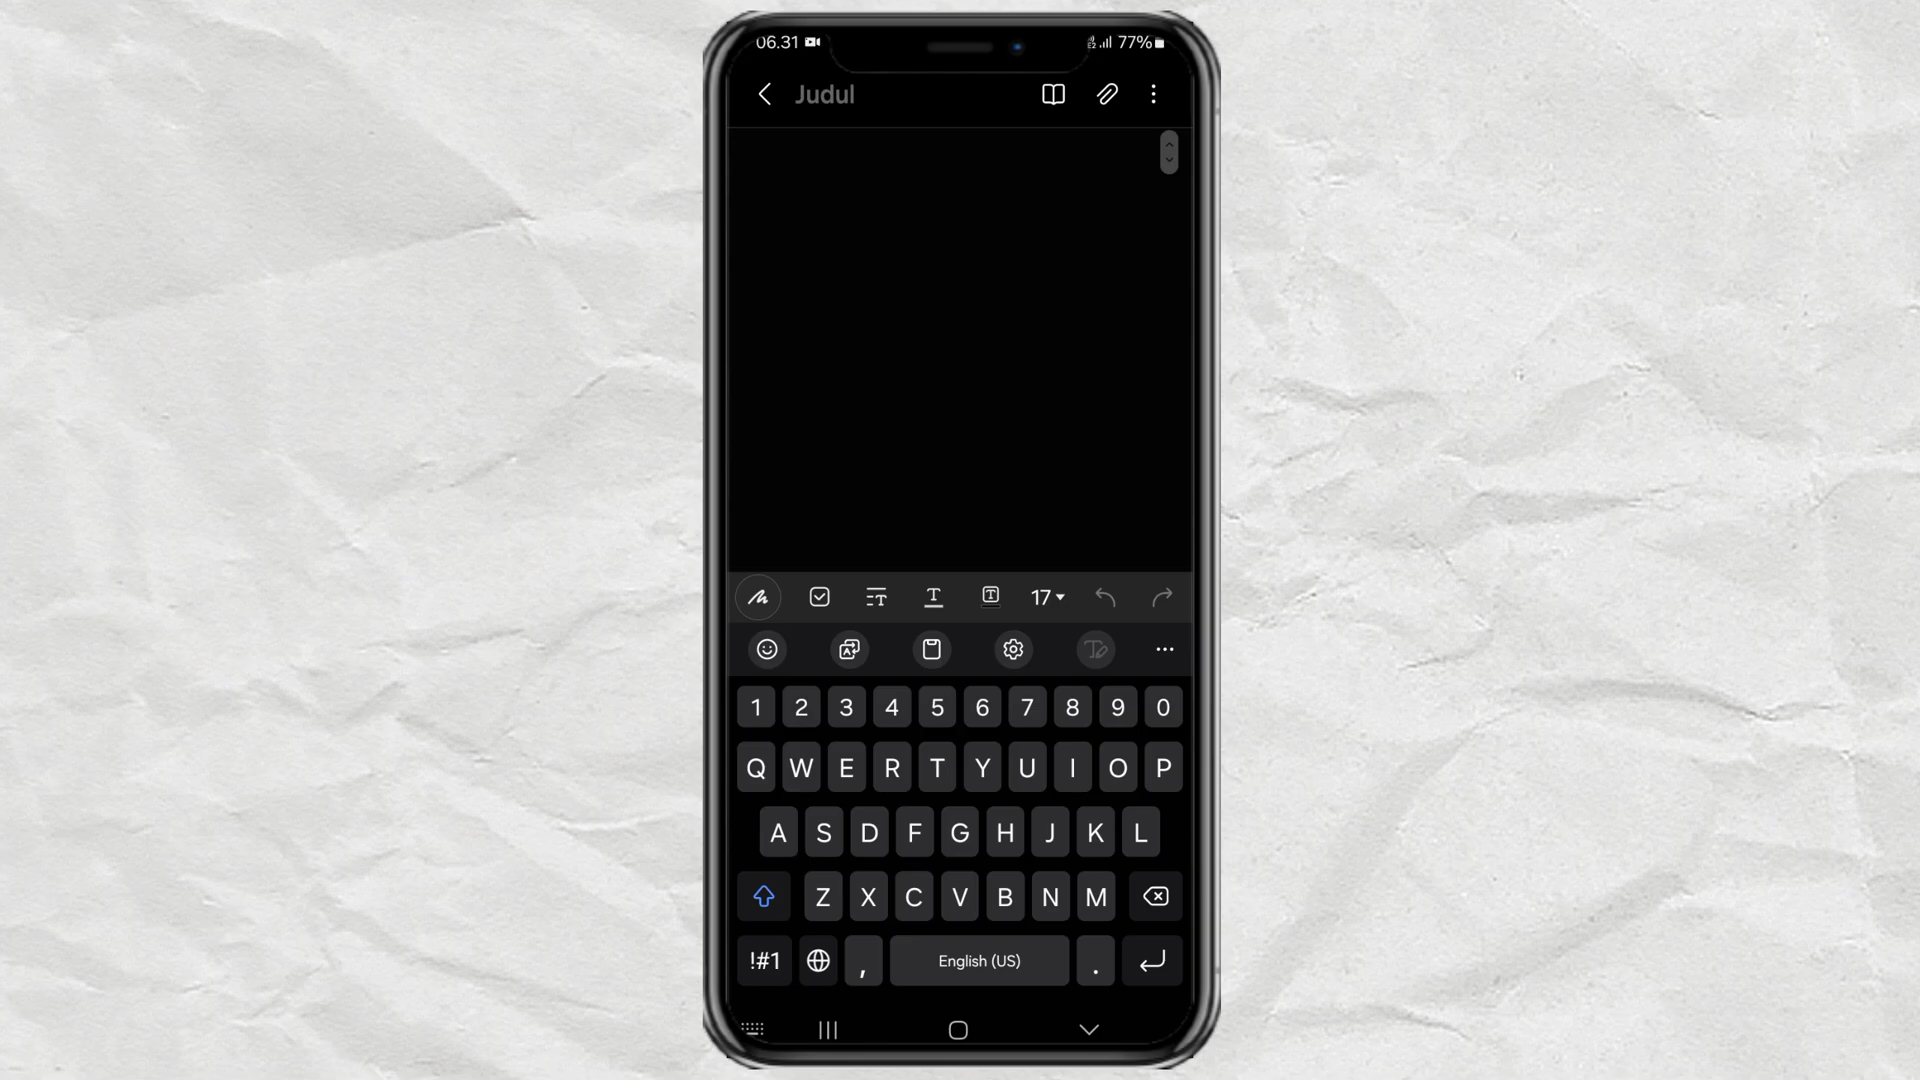 06.31 77%
Judul
17
1 2 3 4 5 6 7 8 9 0
Q W E R T Y U I O P
A S D F G H J K L
Z X C V B N M
!#1 , English (US) .